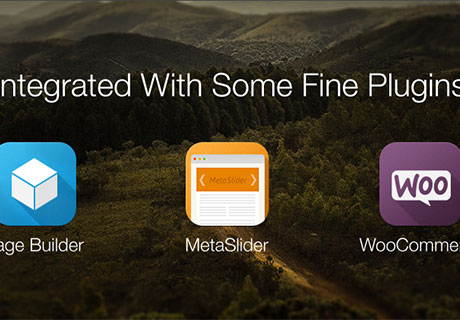 ntegrated With Some Fine Plugins
MetaSlider
WOO
age Builder
MetaSlider
WooComme